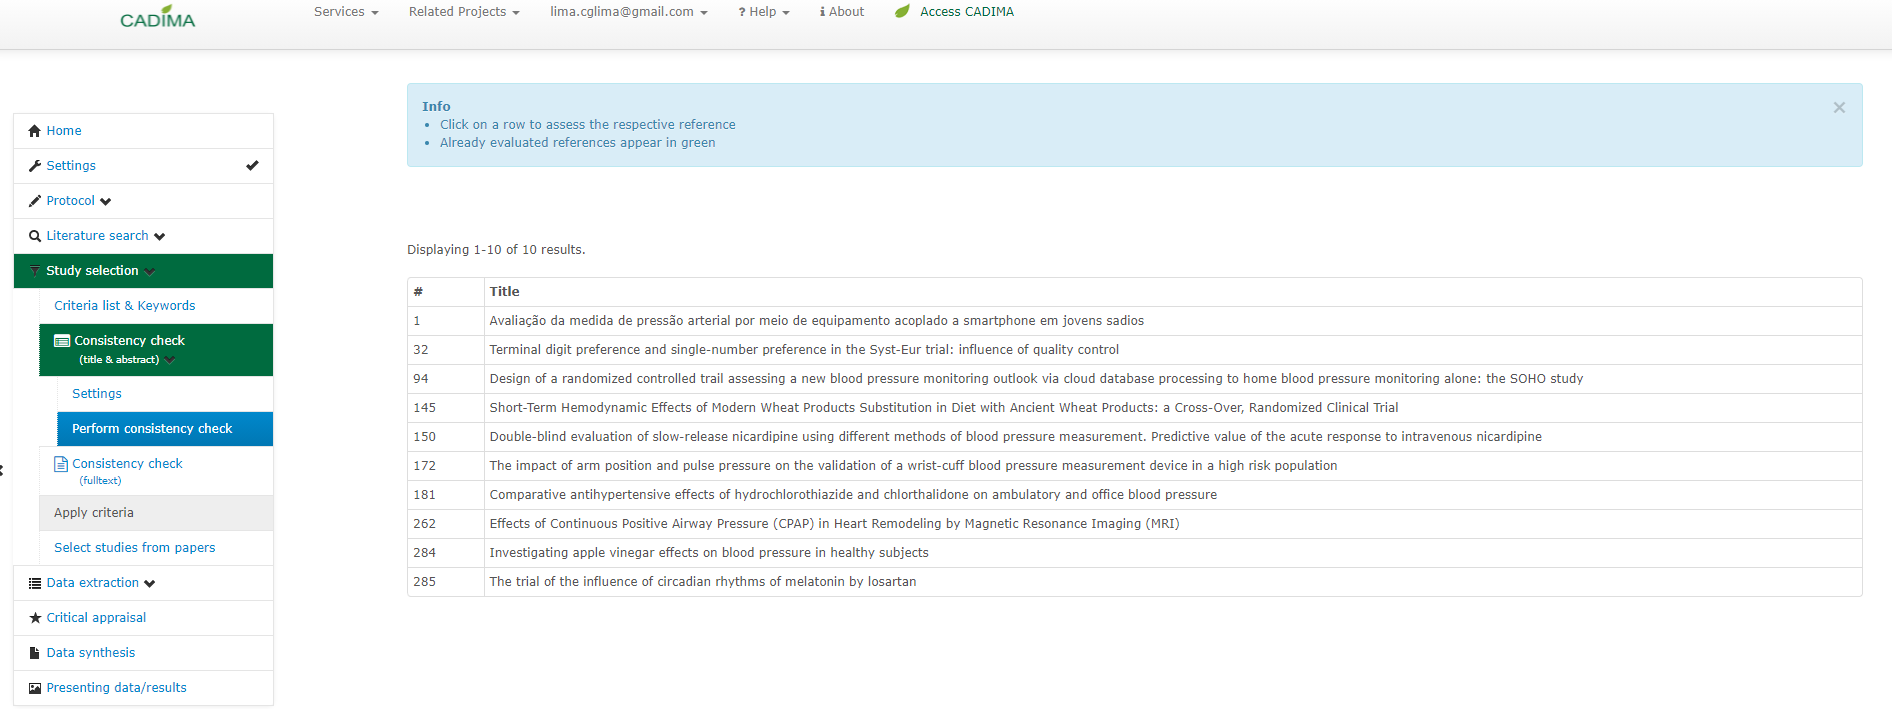 CADIMA
Services
Related Projects
lima.cglima@gmail.com
? Help
i About
Access CADIMA
Home
Settings
Protocol
Literature search
Study selection
Criteria list & Keywords
Consistency check
(title & abstract)
Settings
Perform consistency check
Consistency check
(fulltext)
Apply criteria
Select studies from papers
Data extraction
Critical appraisal
Data synthesis
Presenting data/results
Info
×
• Click on a row to assess the respective reference
• Already evaluated references appear in green
Displaying 1-10 of 10 results.
# Title
1 Avaliação da medida de pressão arterial por meio de equipamento acoplado a smartphone em jovens sadios
32 Terminal digit preference and single-number preference in the Syst-Eur trial: influence of quality control
94 Design of a randomized controlled trail assessing a new blood pressure monitoring outlook via cloud database processing to home blood pressure monitoring alone: the SOHO study
145 Short-Term Hemodynamic Effects of Modern Wheat Products Substitution in Diet with Ancient Wheat Products: a Cross-Over, Randomized Clinical Trial
150 Double-blind evaluation of slow-release nicardipine using different methods of blood pressure measurement. Predictive value of the acute response to intravenous nicardipine
172 The impact of arm position and pulse pressure on the validation of a wrist-cuff blood pressure measurement device in a high risk population
181 Comparative antihypertensive effects of hydrochlorothiazide and chlorthalidone on ambulatory and office blood pressure
262 Effects of Continuous Positive Airway Pressure (CPAP) in Heart Remodeling by Magnetic Resonance Imaging (MRI)
284 Investigating apple vinegar effects on blood pressure in healthy subjects
285 The trial of the influence of circadian rhythms of melatonin by losartan